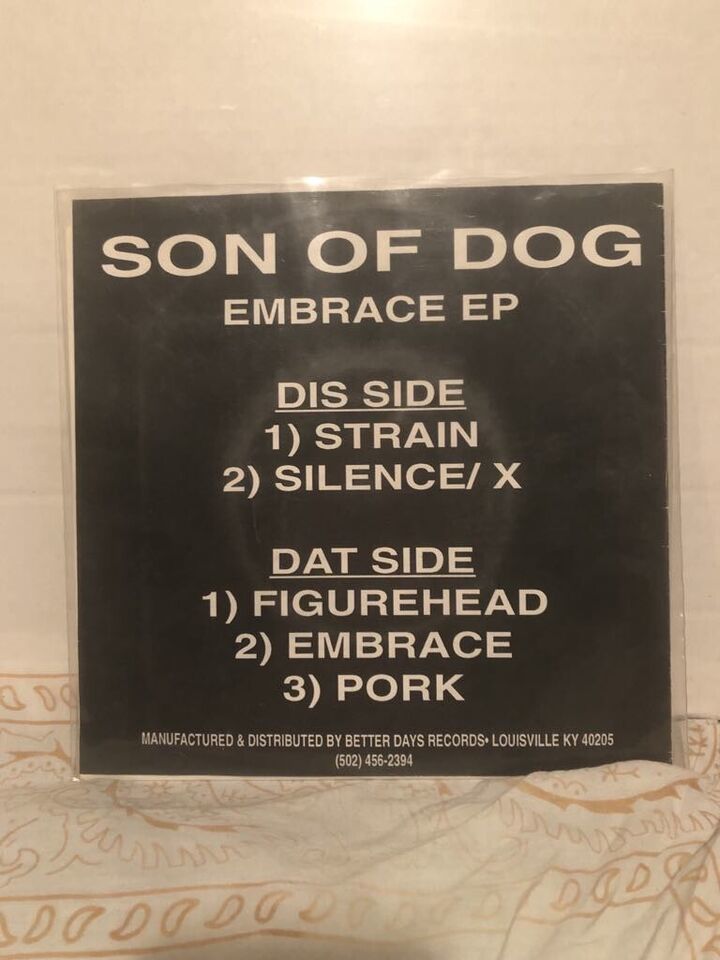 SON OF DOG
EMBRACE EP
DIS SIDE
1) STRAIN
2) SILENCE/ X
DAT SIDE
1) FIGUREHEAD
2) EMBRACE
3) PORK
MANUFACTURED & DISTRIBUTED BY BETTER DAYS RECORDS• LOUISVILLE KY 40205
(502) 456-2394